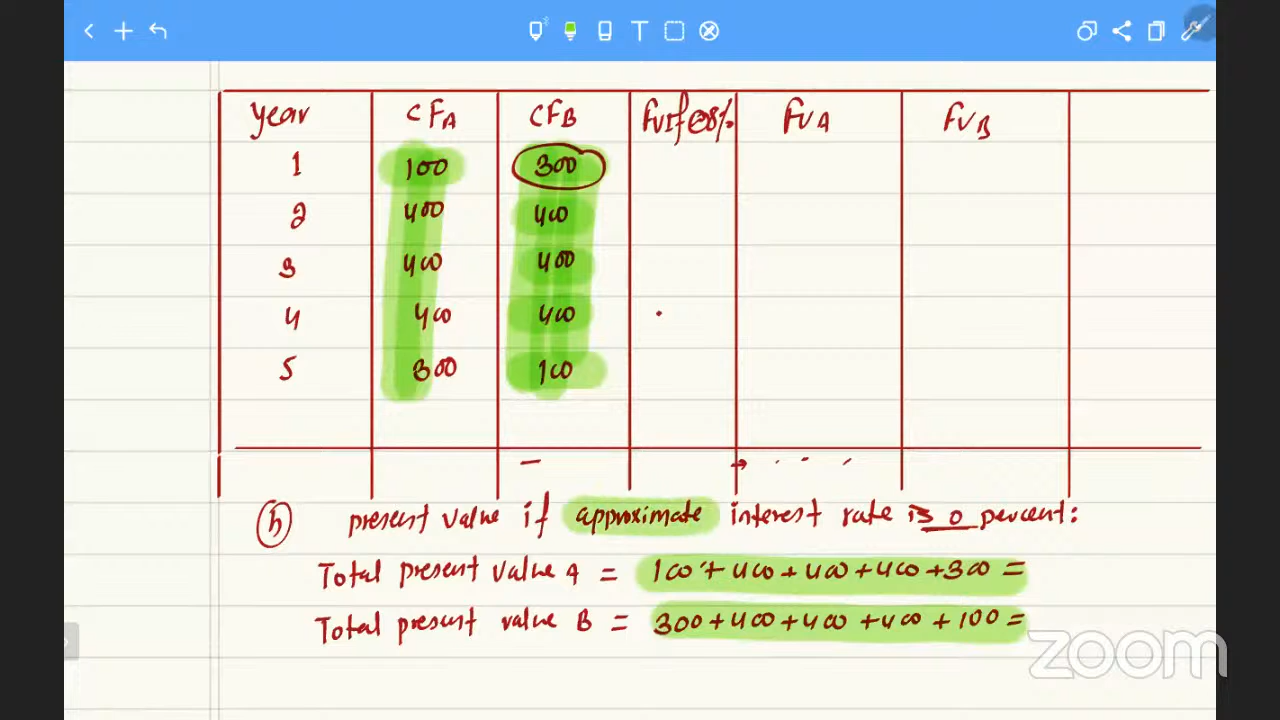 Year CFA CFB FVIf@8% FVA FVB
1 100 300
2 400 400
3 400 400
4 400 400
5 300 100
(b) present value if approximate interest rate is 0 percent:
Total present value A = 100 + 400 + 400 + 400 + 300 =
Total present value B = 300 + 400 + 400 + 400 + 100 =
zoom